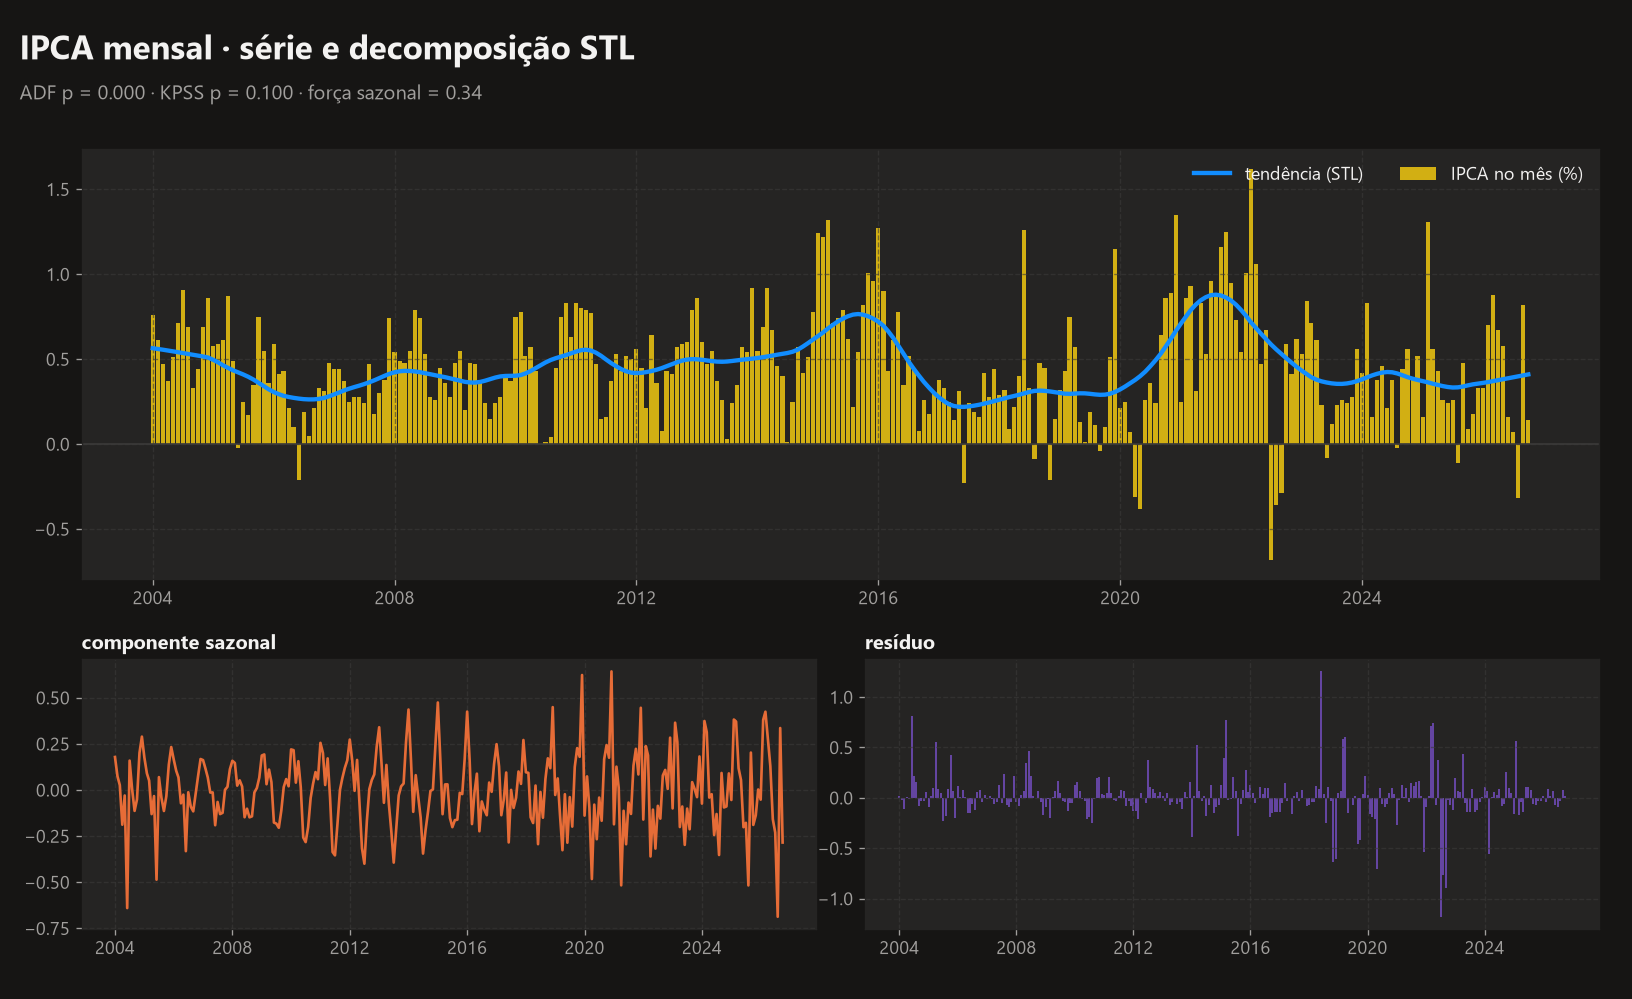 IPCA mensal · série e decomposição STL
ADF p = 0.000 · KPSS p = 0.100 · força sazonal = 0.34
tendência (STL) IPCA no mês (%)
1.5
1.0
0.5
0.0
−0.5
2004 2008 2012 2016 2020 2024
componente sazonal
0.50
0.25
0.00
−0.25
−0.50
−0.75
2004 2008 2012 2016 2020 2024
resíduo
1.0
0.5
0.0
−0.5
−1.0
2004 2008 2012 2016 2020 2024